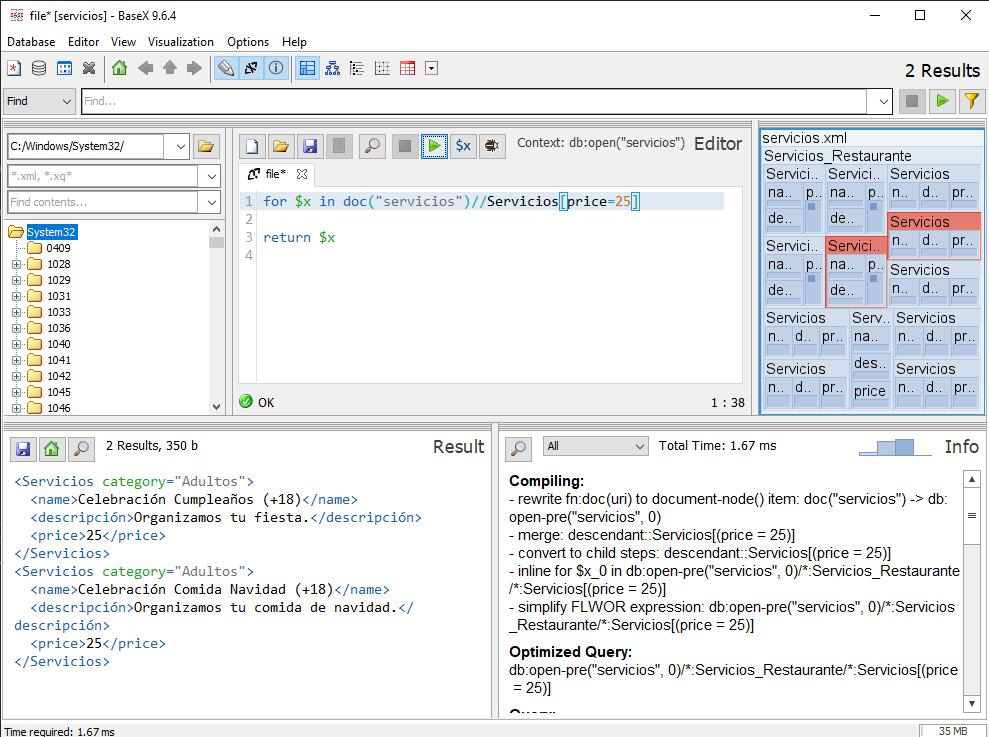 file* [servicios] - BaseX 9.6.4
Database Editor View Visualization Options Help
2 Results
Find Find...
C:/Windows/System32/
*.xml, *.xq*
Find contents...
System32
0409
1028
1029
1031
1033
1036
1040
1041
1042
1045
1046
Context: db:open("servicios") Editor
file*
1 for $x in doc("servicios")//Servicios[price=25]
2
3 return $x
4
OK 1 : 38
servicios.xml
Servicios_Restaurante
Servici.. Servici.. Servicios
na.. p.. na.. p.. n.. d.. pr..
de.. de..
Servicios
Servici.. Servici.. n.. d.. pr..
na.. p.. na.. p.. Servicios
de.. de.. n.. d.. pr..
Servicios Serv.. Servicios
n.. d.. pr.. na.. n.. d.. pr..
des..
Servicios Servicios
n.. d.. pr.. price n.. d.. pr..
2 Results, 350 b Result
<Servicios category="Adultos">
<name>Celebración Cumpleaños (+18)</name>
<descripción>Organizamos tu fiesta.</descripción>
<price>25</price>
</Servicios>
<Servicios category="Adultos">
<name>Celebración Comida Navidad (+18)</name>
<descripción>Organizamos tu comida de navidad.</
descripción>
<price>25</price>
</Servicios>
All Total Time: 1.67 ms Info
Compiling:
- rewrite fn:doc(uri) to document-node() item: doc("servicios") -> db:
open-pre("servicios", 0)
- merge: descendant::Servicios[(price = 25)]
- convert to child steps: descendant::Servicios[(price = 25)]
- inline for $x_0 in db:open-pre("servicios", 0)/*:Servicios_Restaurante
/*:Servicios[(price = 25)]
- simplify FLWOR expression: db:open-pre("servicios", 0)/*:Servicios
_Restaurante/*:Servicios[(price = 25)]
Optimized Query:
db:open-pre("servicios", 0)/*:Servicios_Restaurante/*:Servicios[(price
= 25)]
Time required: 1.67 ms 35 MB